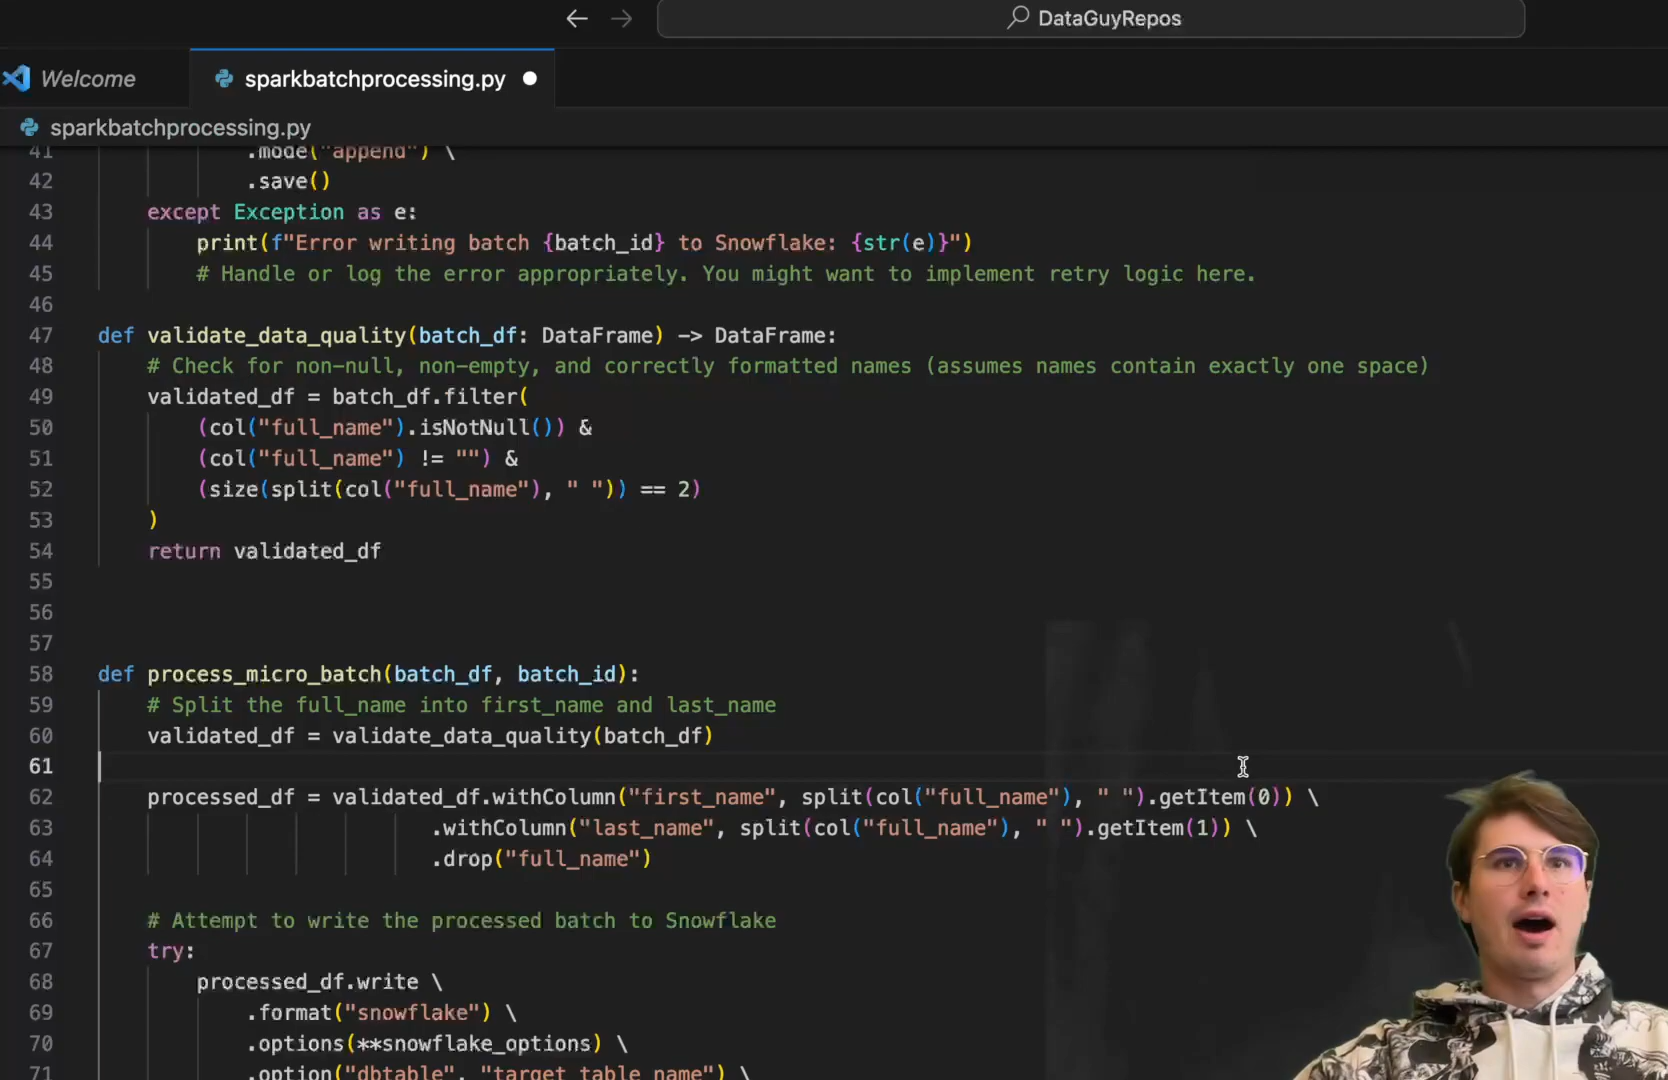 DataGuyRepos
Welcome
sparkbatchprocessing.py
sparkbatchprocessing.py
41 .mode("append") \
42 .save()
43 except Exception as e:
44 print(f"Error writing batch {batch_id} to Snowflake: {str(e)}")
45 # Handle or log the error appropriately. You might want to implement retry logic here.
46
47 def validate_data_quality(batch_df: DataFrame) -> DataFrame:
48 # Check for non-null, non-empty, and correctly formatted names (assumes names contain exactly one space)
49 validated_df = batch_df.filter(
50 (col("full_name").isNotNull()) &
51 (col("full_name") != "") &
52 (size(split(col("full_name"), " ")) == 2)
53 )
54 return validated_df
55
56
57
58 def process_micro_batch(batch_df, batch_id):
59 # Split the full_name into first_name and last_name
60 validated_df = validate_data_quality(batch_df)
61
62 processed_df = validated_df.withColumn("first_name", split(col("full_name"), " ").getItem(0)) \
63 .withColumn("last_name", split(col("full_name"), " ").getItem(1)) \
64 .drop("full_name")
65
66 # Attempt to write the processed batch to Snowflake
67 try:
68 processed_df.write \
69 .format("snowflake") \
70 .options(**snowflake_options) \
71 .option("dbtable", "target_table_name") \